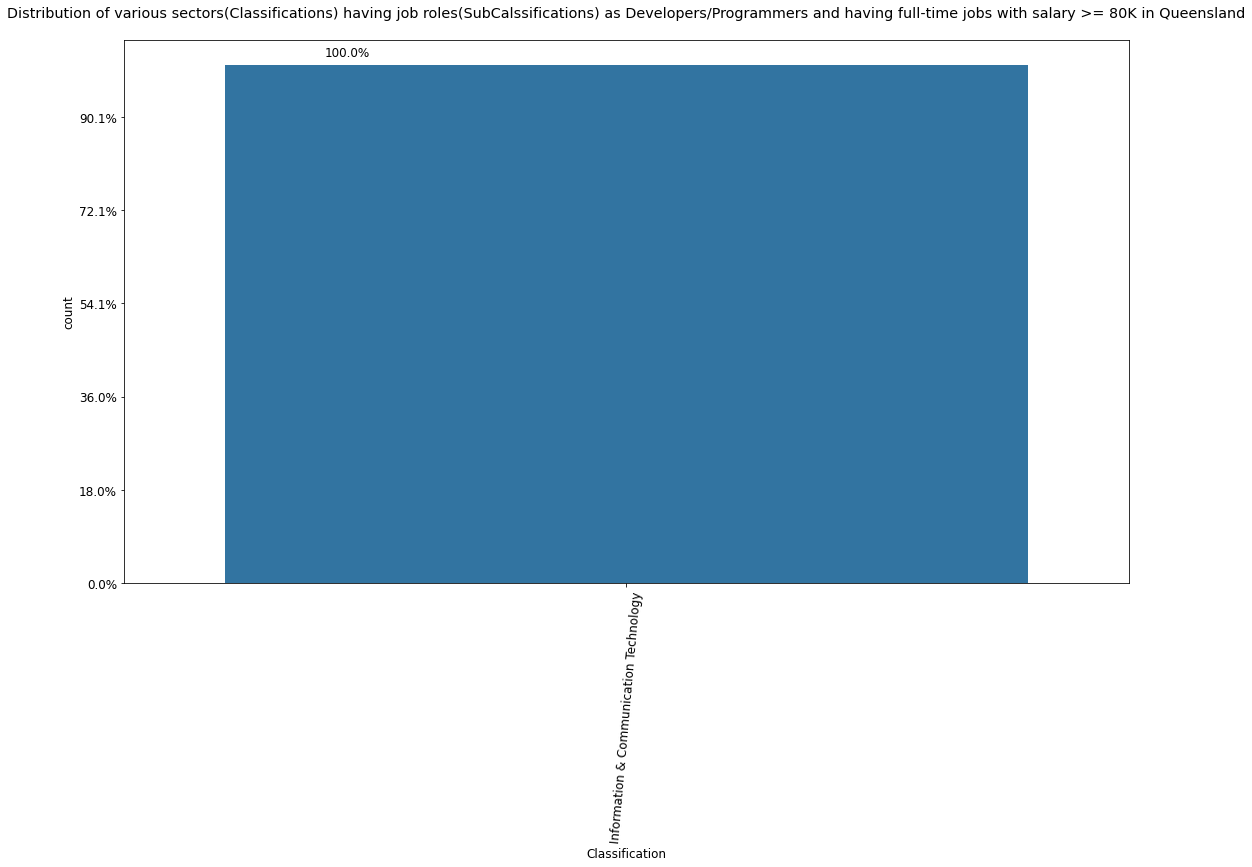 Distribution of various sectors(Classifications) having job roles(SubCalssifications) as Developers/Programmers and having full-time jobs with salary >= 80K in Queensland
100.0%
90.1%
72.1%
54.1%
36.0%
18.0%
0.0%
count
Information & Communication Technology
Classification